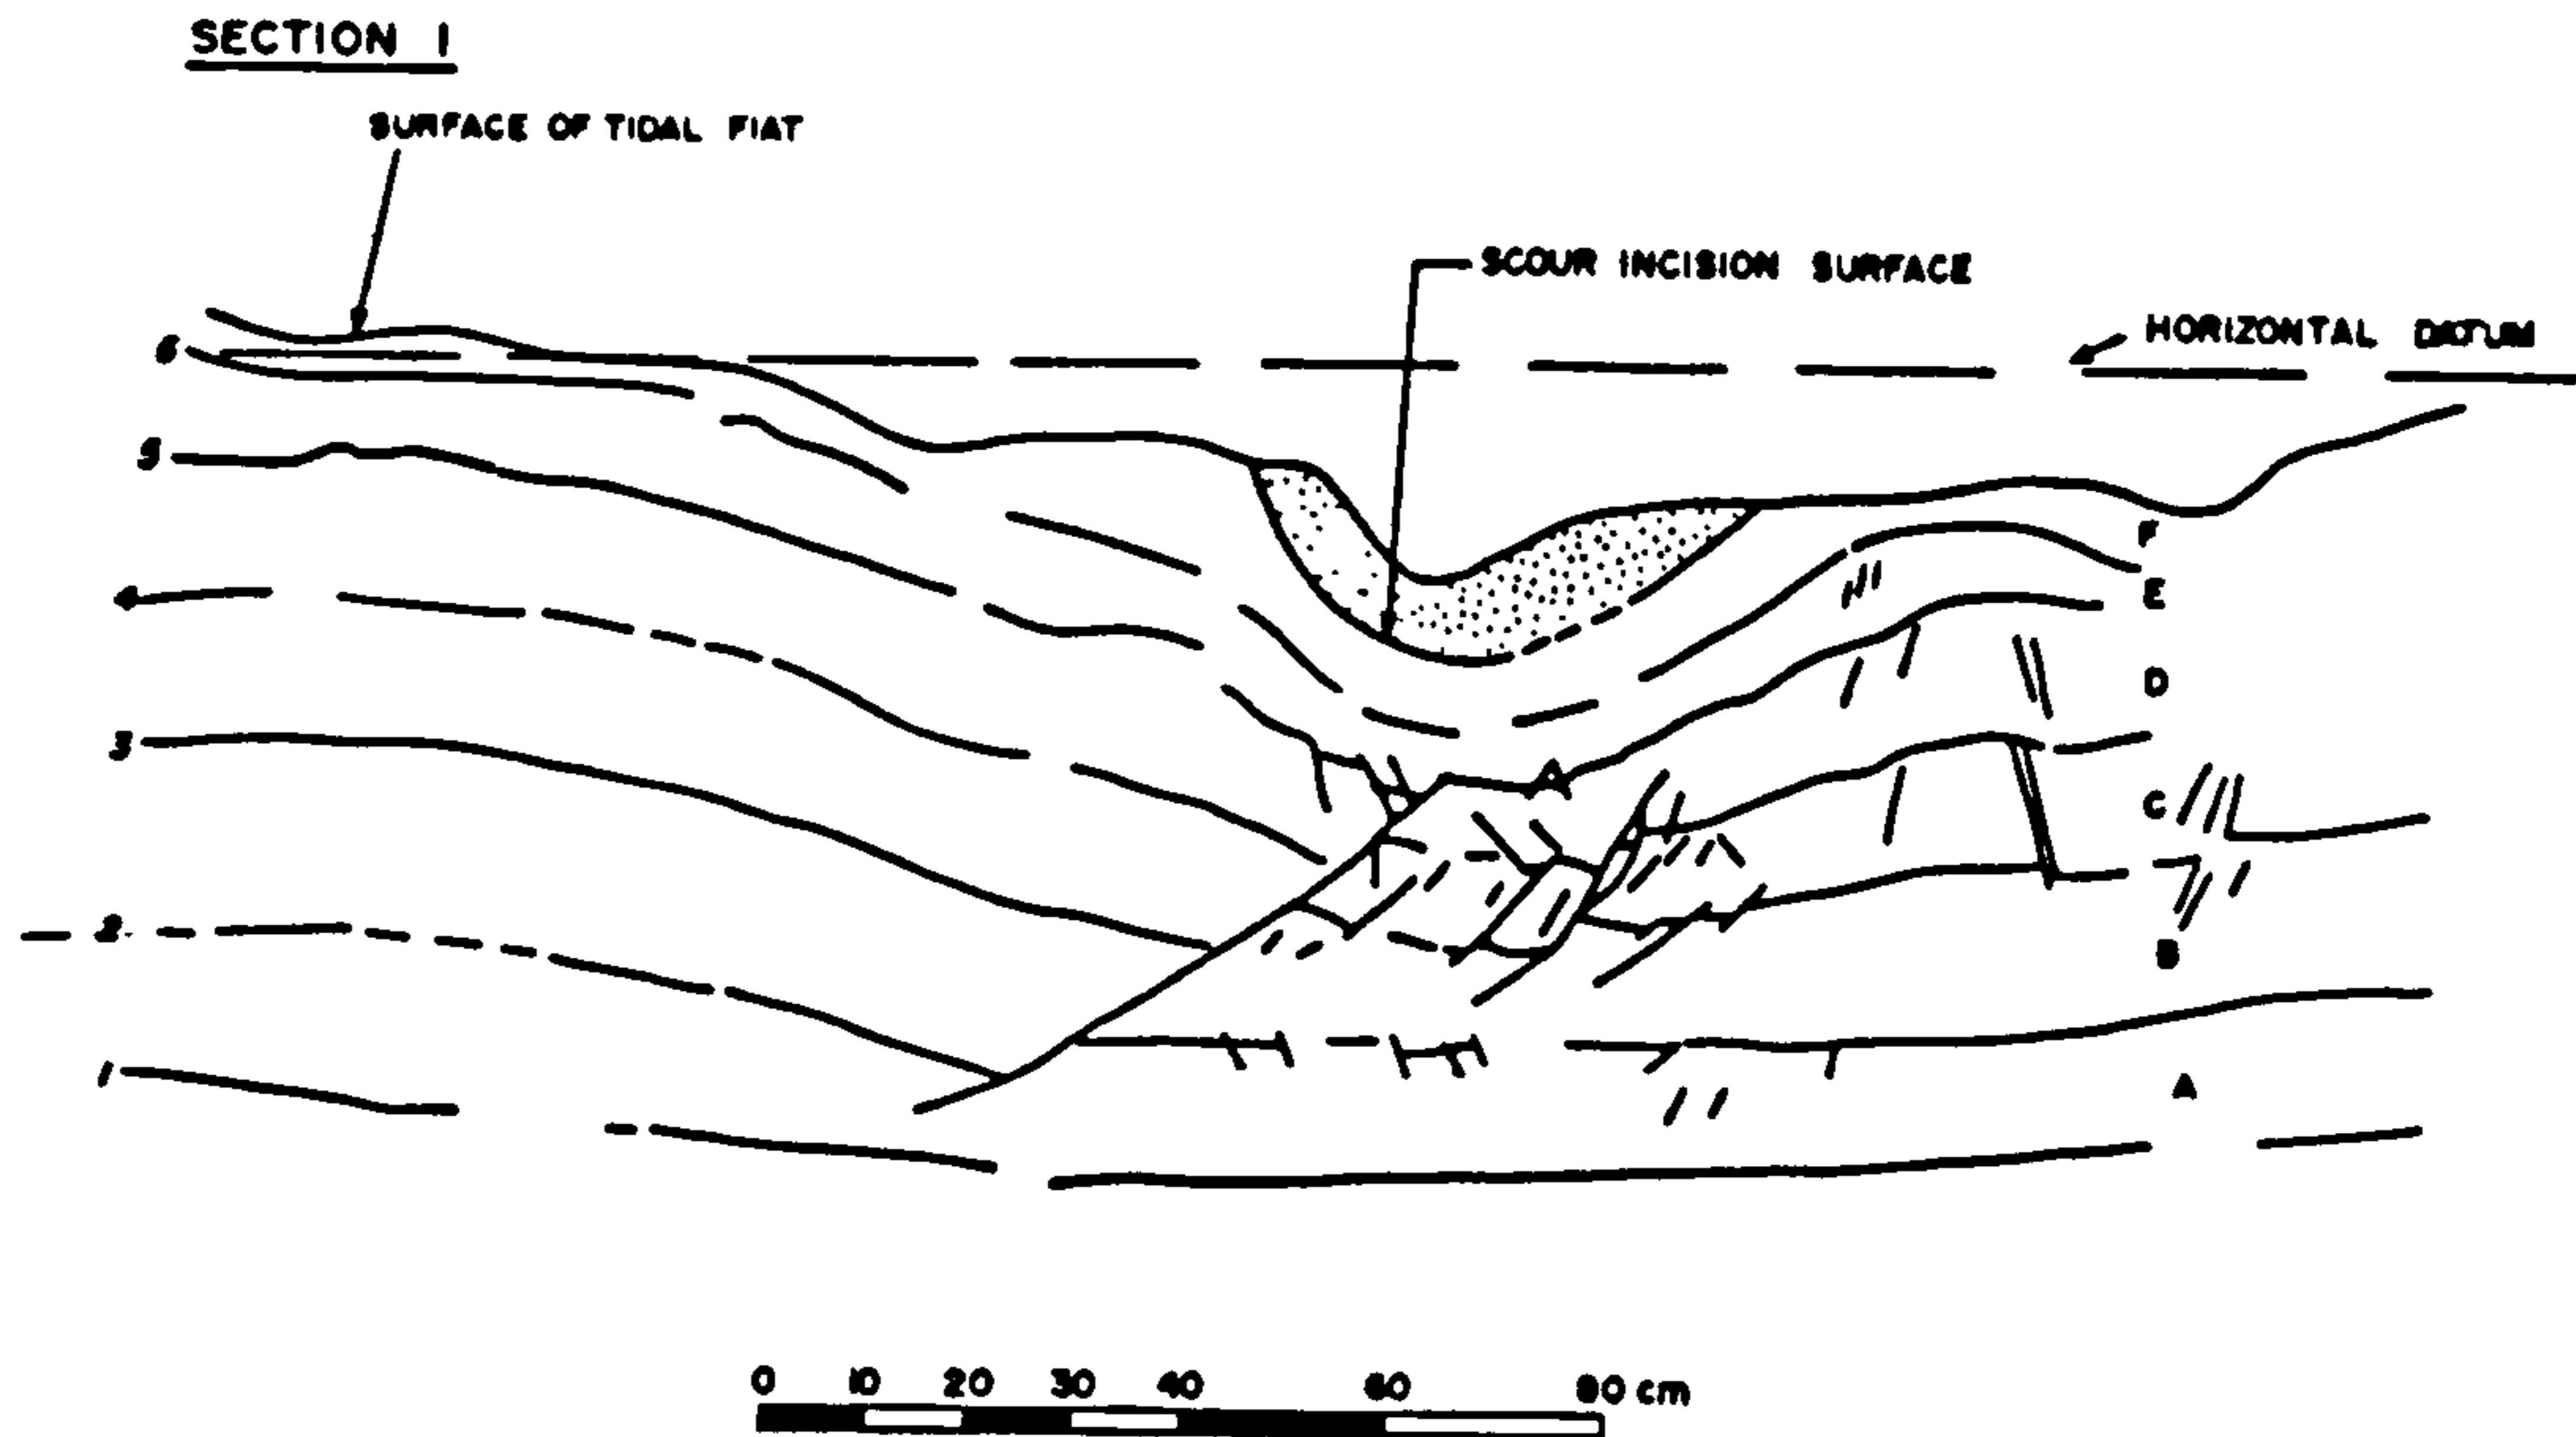 SECTION 1
SURFACE OF TIDAL FIAT
SCOUR INCISION SURFACE
HORIZONTAL DATUM
6
5
3
2
1
F
E
D
C
B
A
0 10 20 30 40 60 80 cm